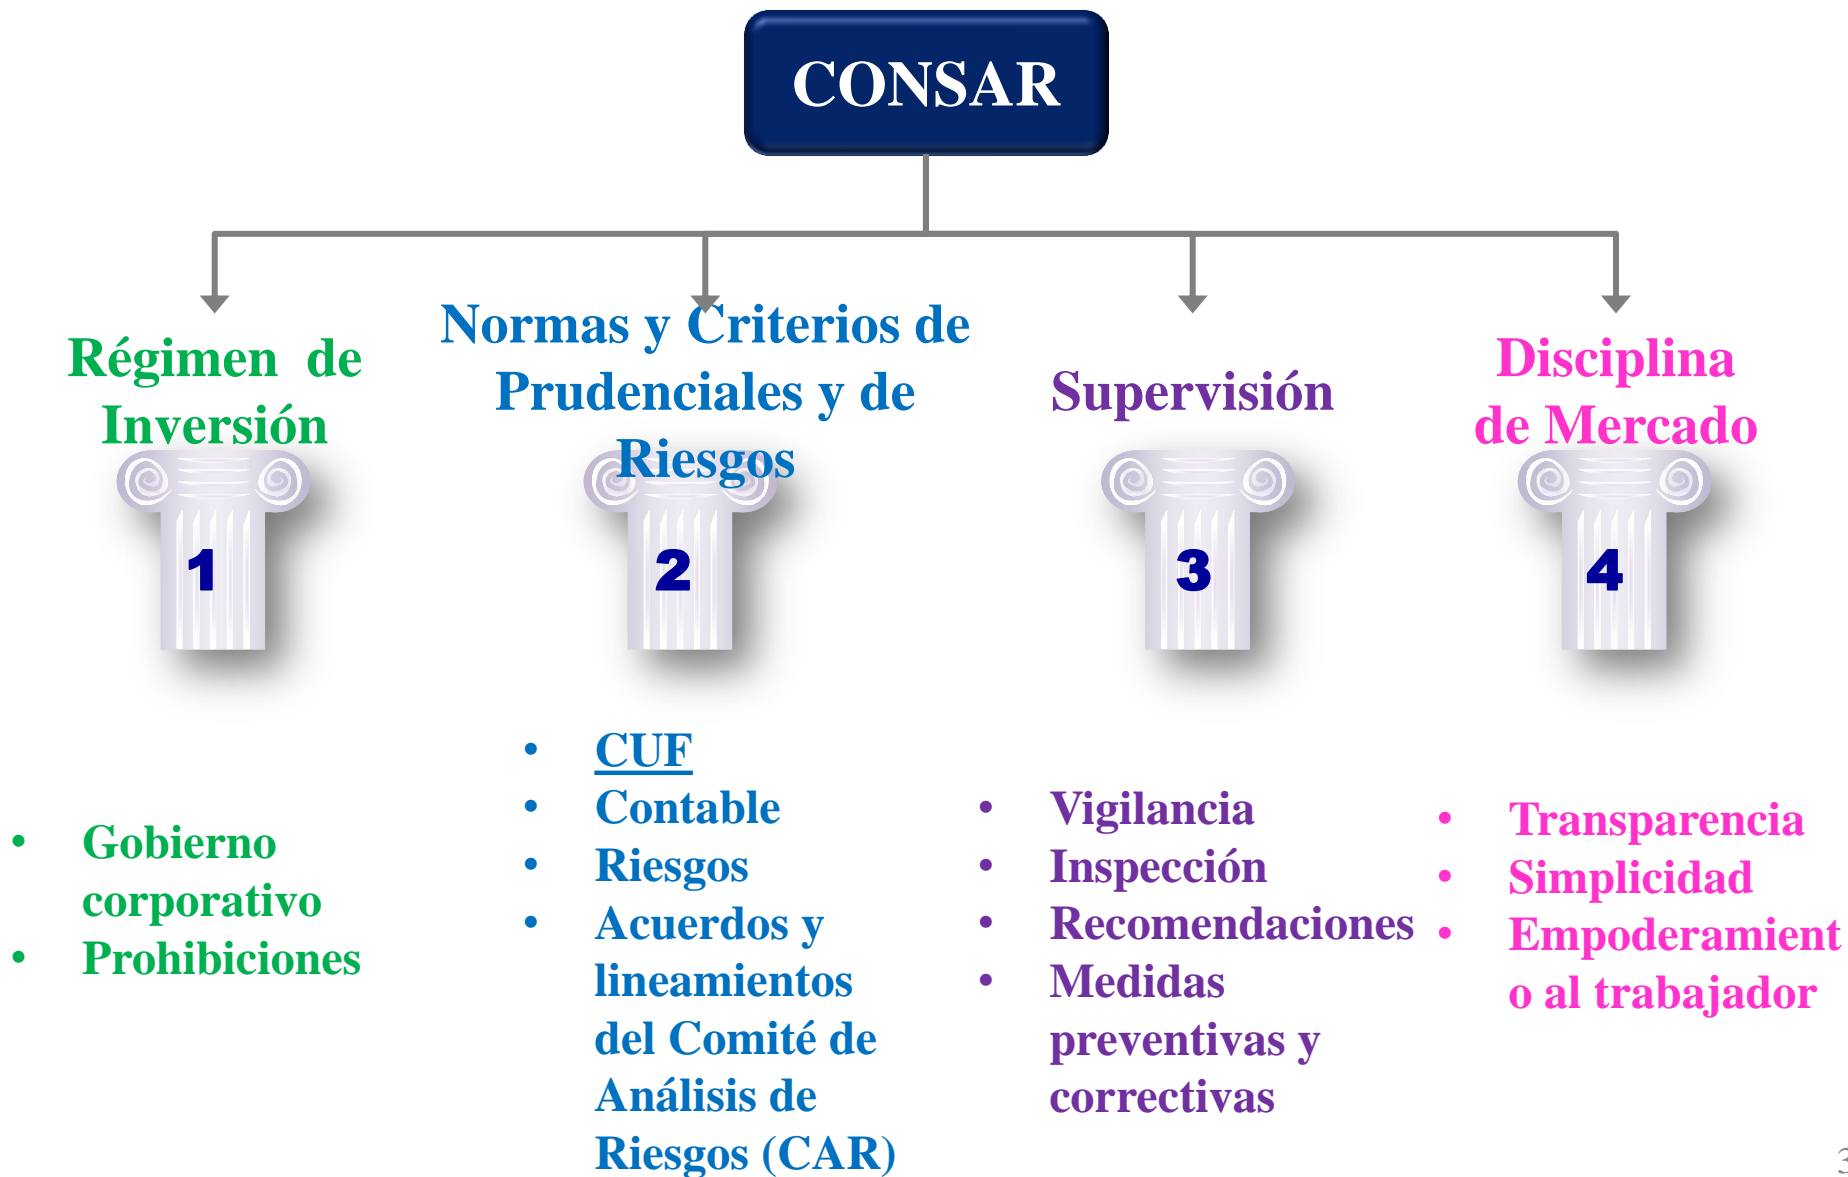 CONSAR
Régimen de
Inversión
1
Gobierno
corporativo
Prohibiciones
Normas y Criterios de
Prudenciales y de
Riesgos
2
CUF
Contable
Riesgos
Acuerdos y
lineamientos
del Comité de
Análisis de
Riesgos (CAR)
Supervisión
3
Vigilancia
Inspección
Recomendaciones
Medidas
preventivas y
correctivas
Disciplina
de Mercado
4
Transparencia
Simplicidad
Empoderamient
o al trabajador
3